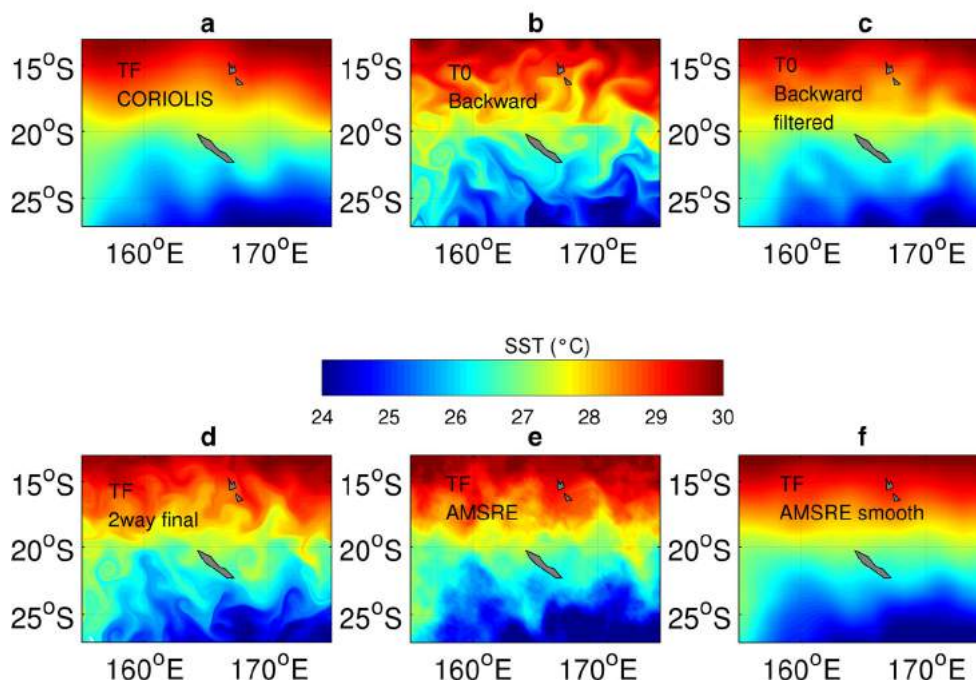 a b c
15°S TF CORIOLIS 15°S T0 Backward 15°S T0 Backward filtered
20°S 20°S 20°S
25°S 25°S 25°S
160°E 170°E 160°E 170°E 160°E 170°E
SST (°C)
24 25 26 27 28 29 30
d e f
15°S TF 2way final 15°S TF AMSRE 15°S TF AMSRE smooth
20°S 20°S 20°S
25°S 25°S 25°S
160°E 170°E 160°E 170°E 160°E 170°E